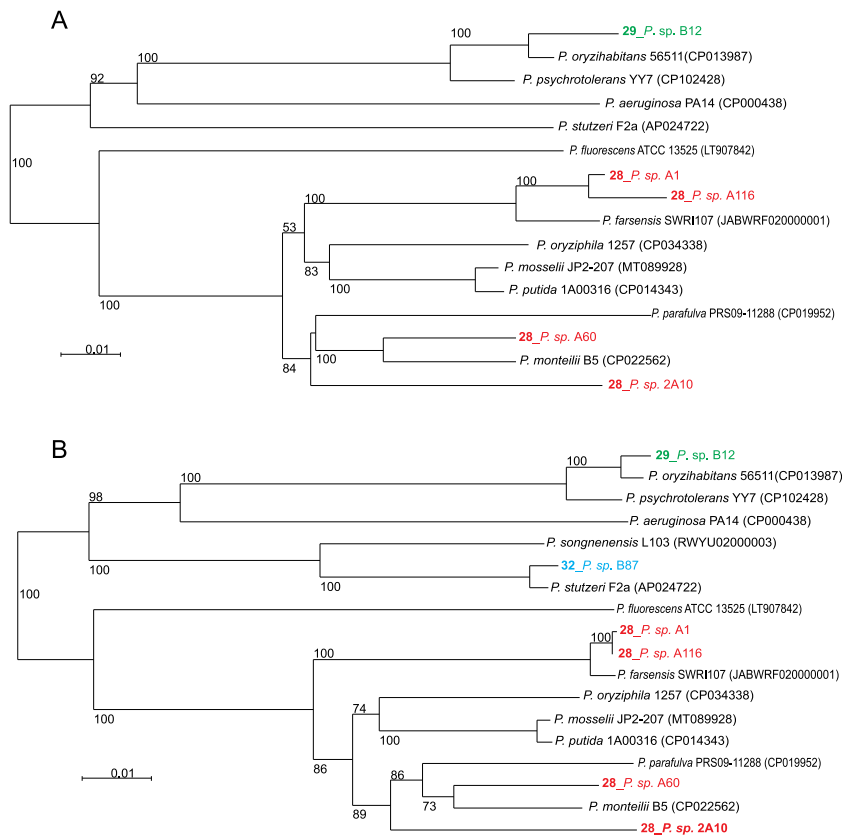 A
29_P. sp. B12
100
100
P. oryzihabitans 56511(CP013987)
92
P. psychrotolerans YY7 (CP102428)
P. aeruginosa PA14 (CP000438)
P. stutzeri F2a (AP024722)
P. fluorescens ATCC 13525 (LT907842)
100
28_P. sp. A1
100
28_P. sp. A116
100
P. farsensis SWRI107 (JABWRF020000001)
53
P. oryziphila 1257 (CP034338)
83
P. mosselii JP2-207 (MT089928)
100
P. putida 1A00316 (CP014343)
100
P. parafulva PRS09-11288 (CP019952)
28_P. sp. A60
0.01
100
P. monteilii B5 (CP022562)
84
28_P. sp. 2A10
B
29_P. sp. B12
100
100
P. oryzihabitans 56511(CP013987)
98
P. psychrotolerans YY7 (CP102428)
P. aeruginosa PA14 (CP000438)
P. songnenensis L103 (RWYU02000003)
100
32_P. sp. B87
100
P. stutzeri F2a (AP024722)
100
P. fluorescens ATCC 13525 (LT907842)
28_P. sp. A1
100
28_P. sp. A116
100
P. farsensis SWRI107 (JABWRF020000001)
P. oryziphila 1257 (CP034338)
74
P. mosselii JP2-207 (MT089928)
100
100
P. putida 1A00316 (CP014343)
86
P. parafulva PRS09-11288 (CP019952)
86
0.01
28_P. sp. A60
73
P. monteilii B5 (CP022562)
89
28_P. sp. 2A10